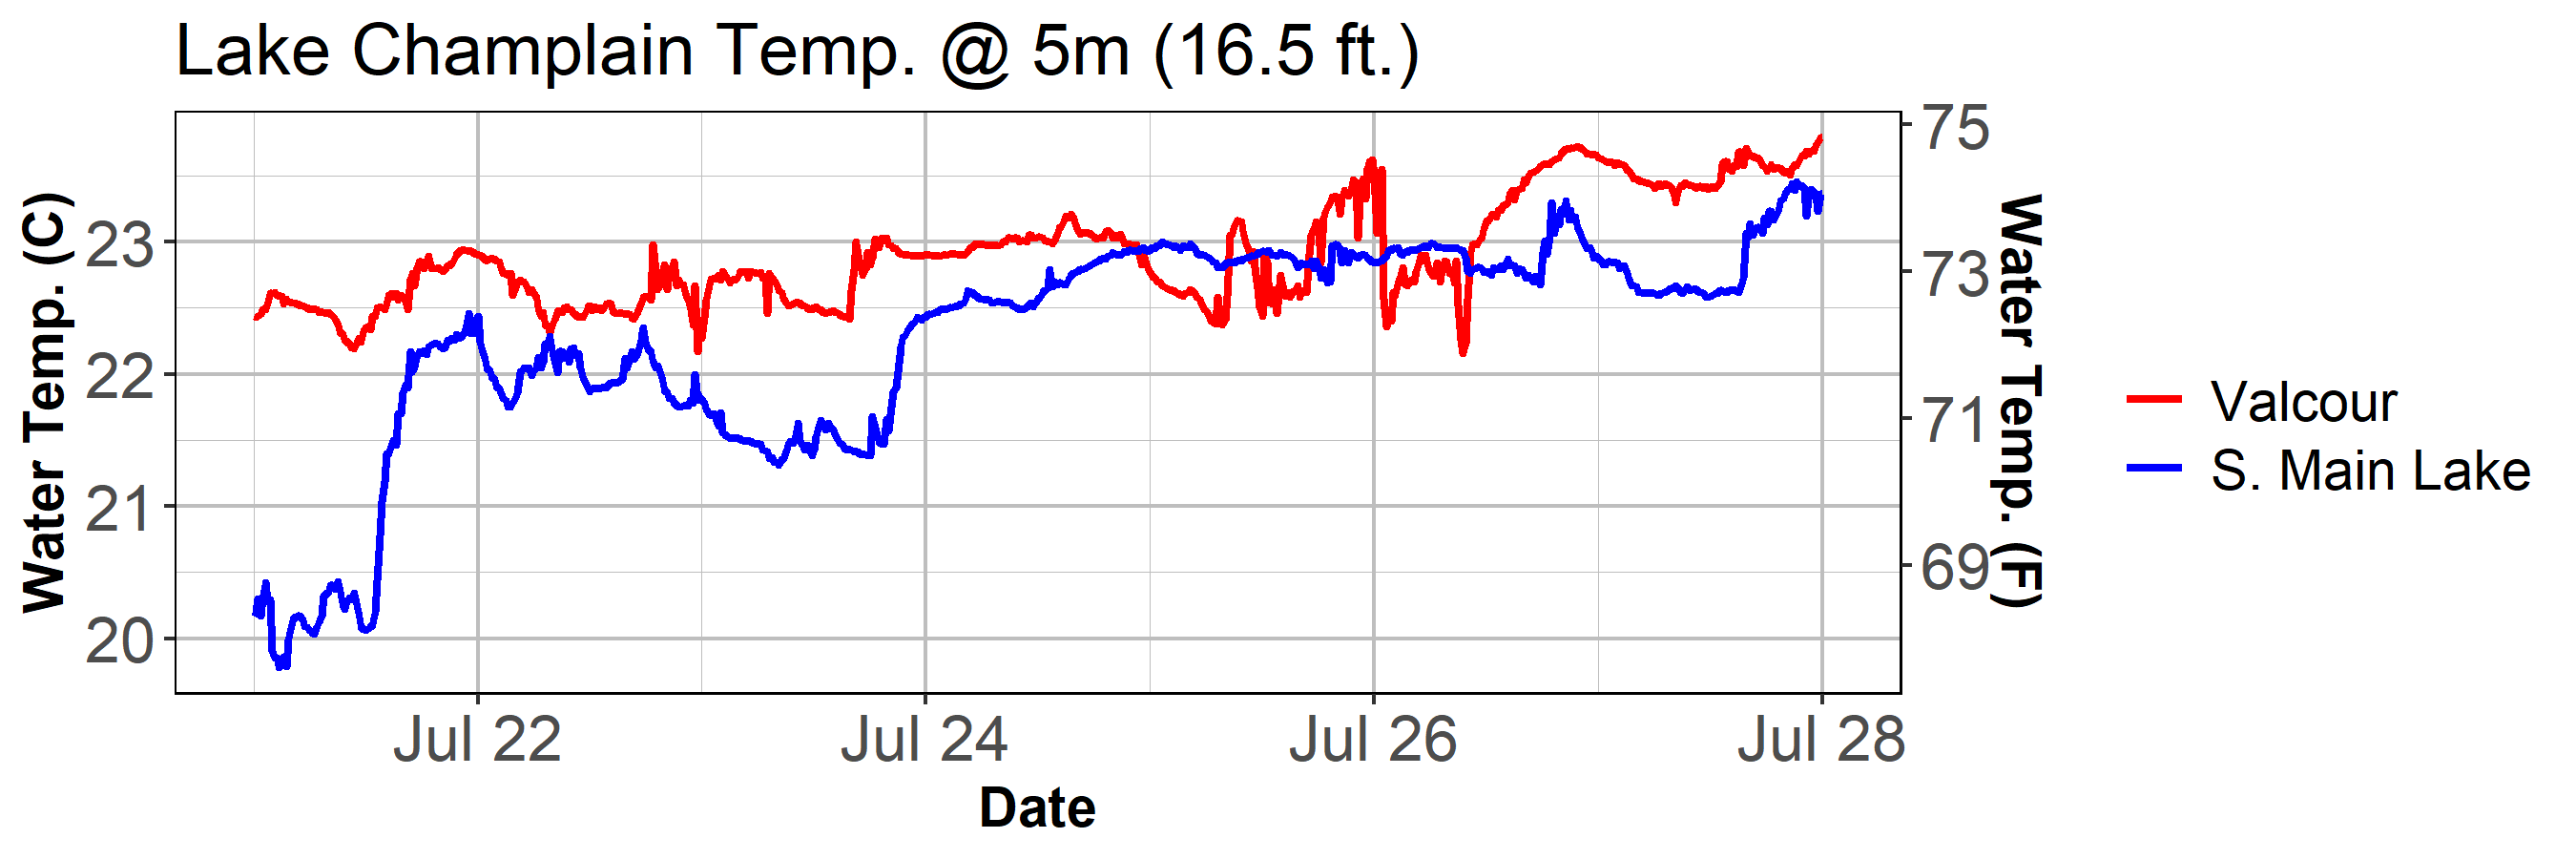 Lake Champlain Temp. @ 5m (16.5 ft.)
Water Temp. (C)
23
22
21
20
75
73
71
69
Water Temp. (F)
Jul 22
Jul 24
Jul 26
Jul 28
Date
Valcour
S. Main Lake